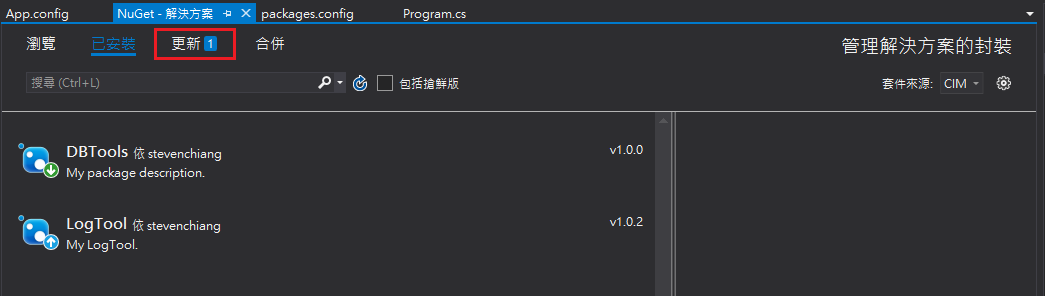 App.config NuGet - 解決方案 packages.config Program.cs
瀏覽 已安裝 更新 1 合併 管理解決方案的封裝
搜尋 (Ctrl+L) 包括搶鮮版 套件來源: CIM
DBTools 依 stevenchiang v1.0.0
My package description.
LogTool 依 stevenchiang v1.0.2
My LogTool.